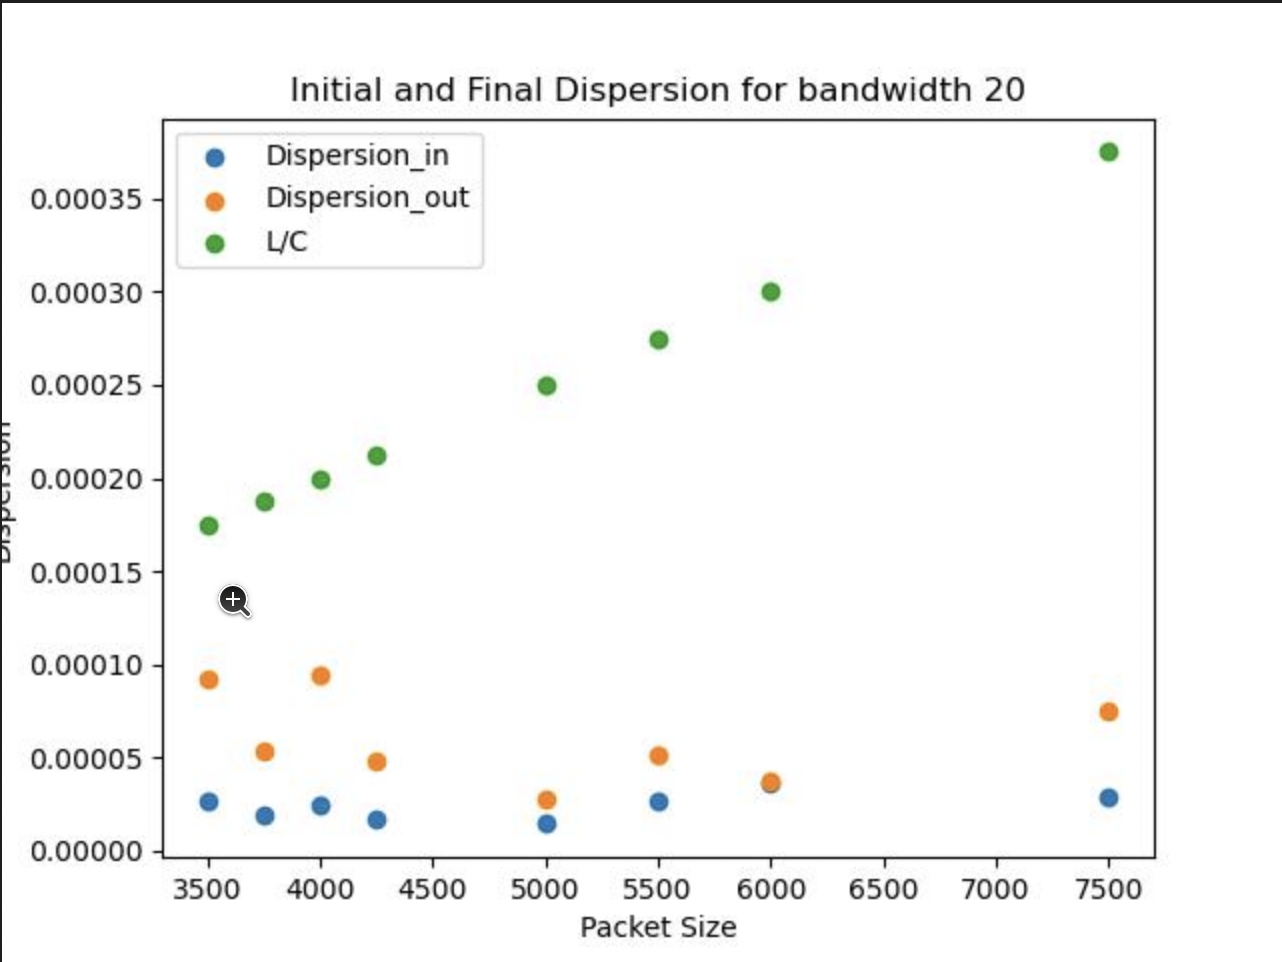 Initial and Final Dispersion for bandwidth 20
Dispersion_in
Dispersion_out
L/C
0.00035
0.00030
0.00025
0.00020
0.00015
0.00010
0.00005
0.00000
Dispersion
3500 4000 4500 5000 5500 6000 6500 7000 7500
Packet Size